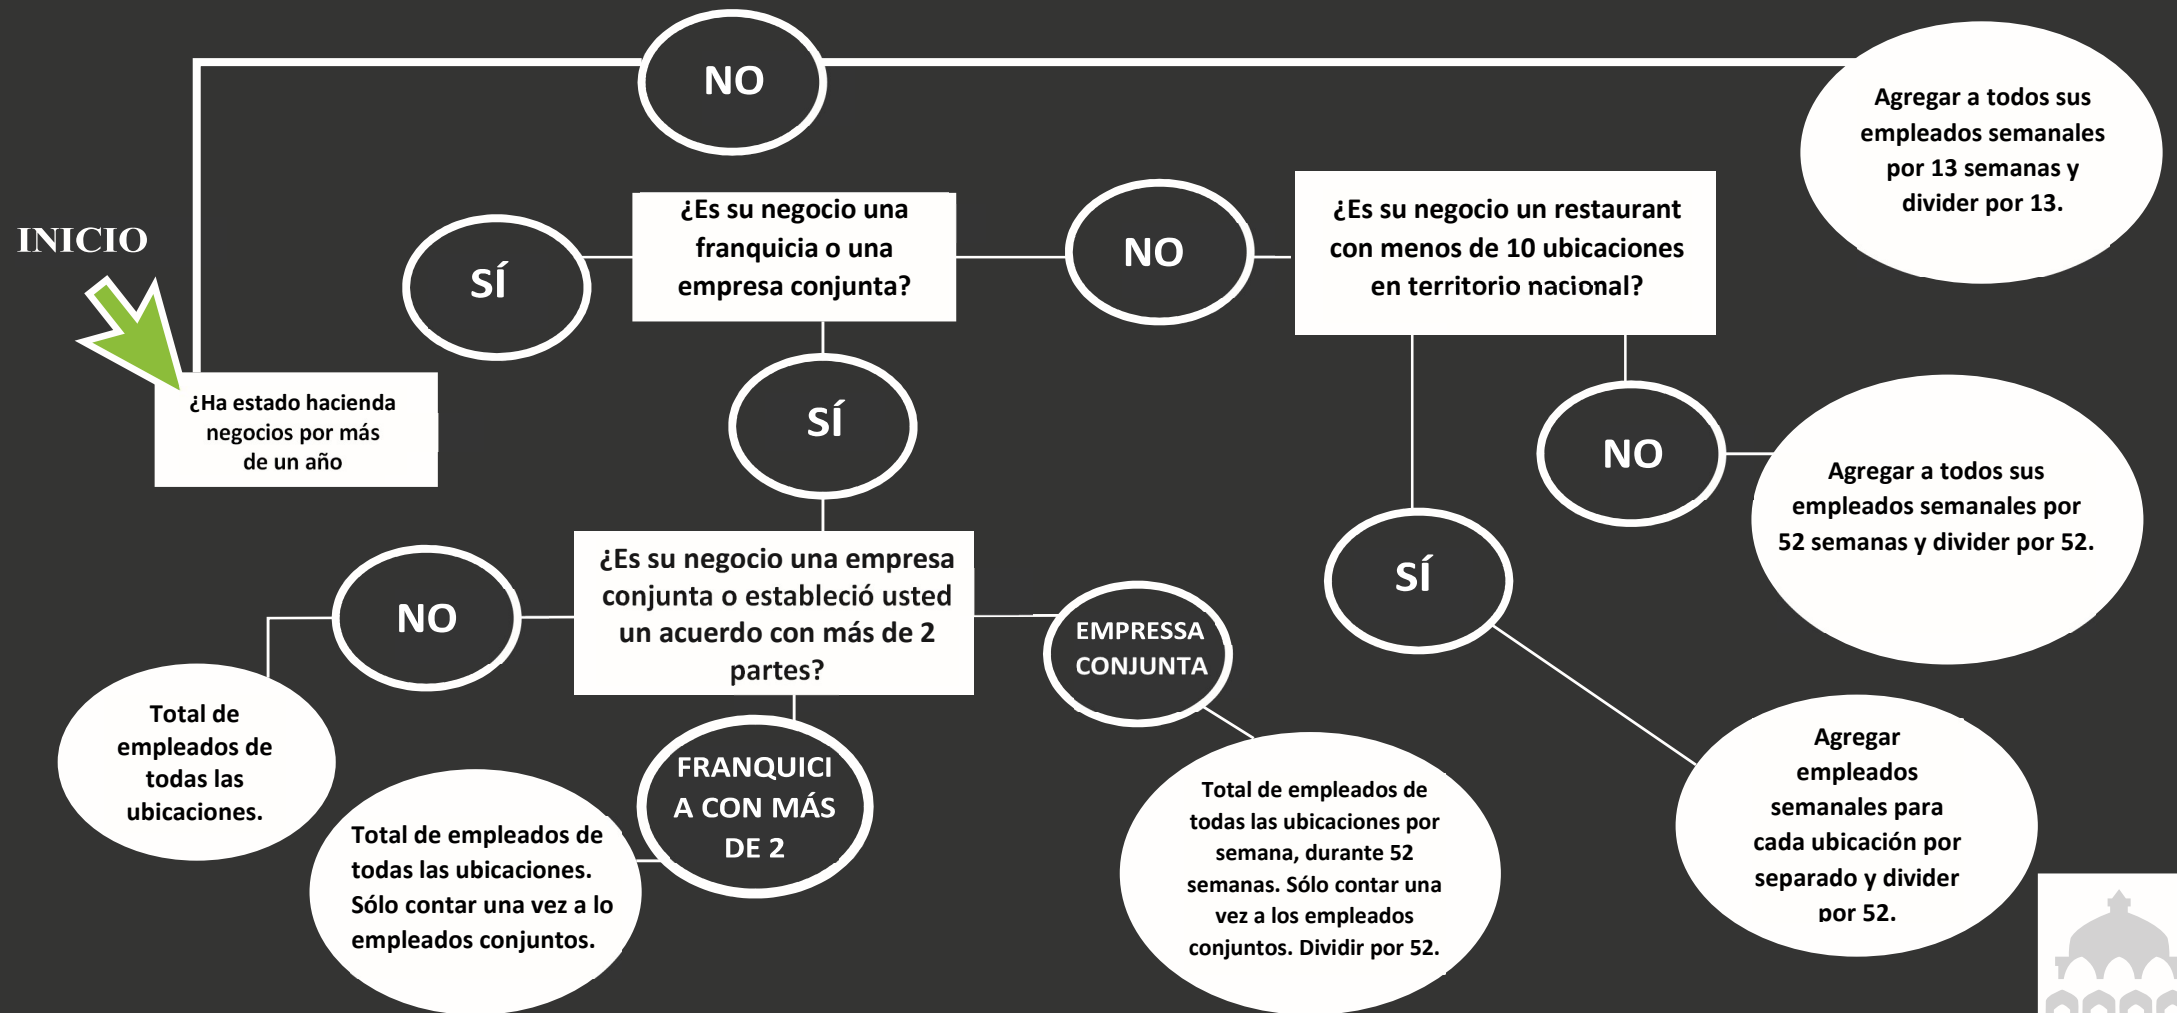 INICIO
¿Ha estado hacienda
negocios por más
de un año
NO
Agregar a todos sus
empleados semanales
por 13 semanas y
divider por 13.
SÍ
¿Es su negocio una
franquicia o una
empresa conjunta?
NO
¿Es su negocio un restaurant
con menos de 10 ubicaciones
en territorio nacional?
NO
Agregar a todos sus
empleados semanales por
52 semanas y divider por 52.
SÍ
Agregar
empleados
semanales para
cada ubicación por
separado y divider
por 52.
SÍ
¿Es su negocio una empresa
conjunta o estableció usted
un acuerdo con más de 2
partes?
NO
Total de
empleados de
todas las
ubicaciones.
FRANQUICI
A CON MÁS
DE 2
Total de empleados de
todas las ubicaciones.
Sólo contar una vez a lo
empleados conjuntos.
EMPRESSA
CONJUNTA
Total de empleados de
todas las ubicaciones por
semana, durante 52
semanas. Sólo contar una
vez a los empleados
conjuntos. Dividir por 52.